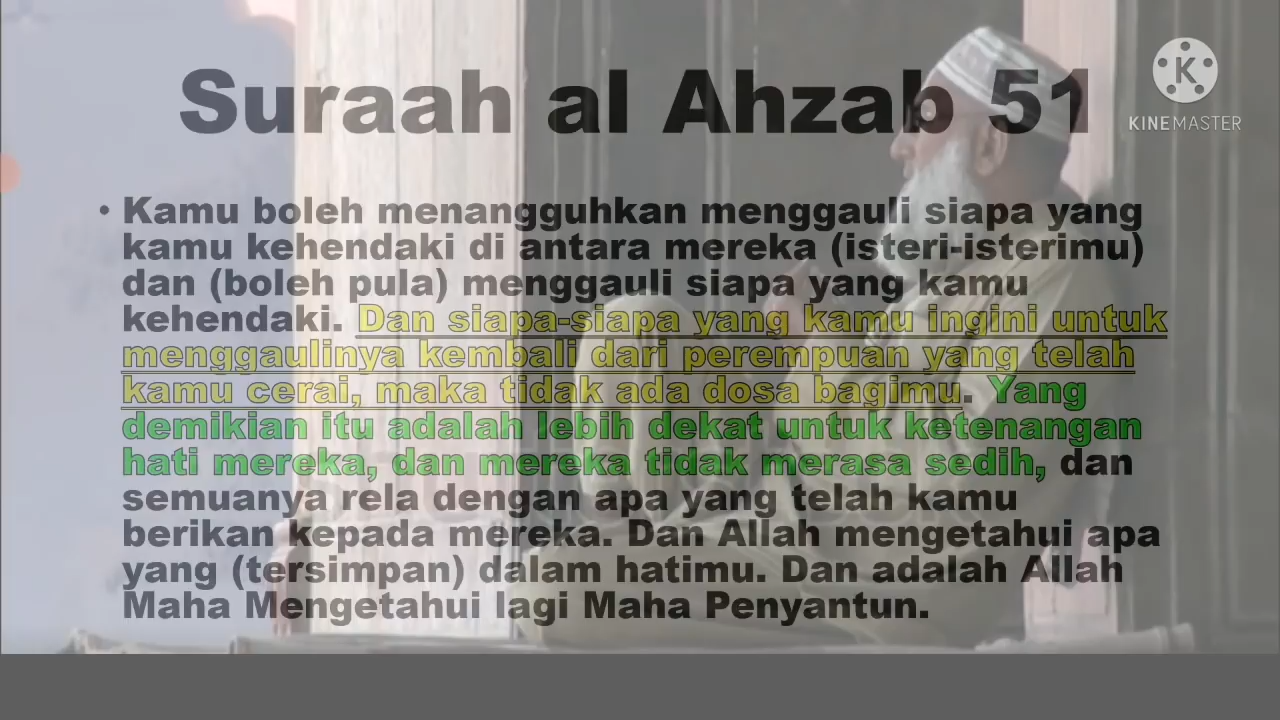 Suraah al Ahzab 51
KINEMASTER
• Kamu boleh menangguhkan menggauli siapa yang
kamu kehendaki di antara mereka (isteri-isterimu)
dan (boleh pula) menggauli siapa yang kamu
kehendaki. Dan siapa-siapa yang kamu ingini untuk
menggaulinya kembali dari perempuan yang telah
kamu cerai, maka tidak ada dosa bagimu. Yang
demikian itu adalah lebih dekat untuk ketenangan
hati mereka, dan mereka tidak merasa sedih, dan
semuanya rela dengan apa yang telah kamu
berikan kepada mereka. Dan Allah mengetahui apa
yang (tersimpan) dalam hatimu. Dan adalah Allah
Maha Mengetahui lagi Maha Penyantun.